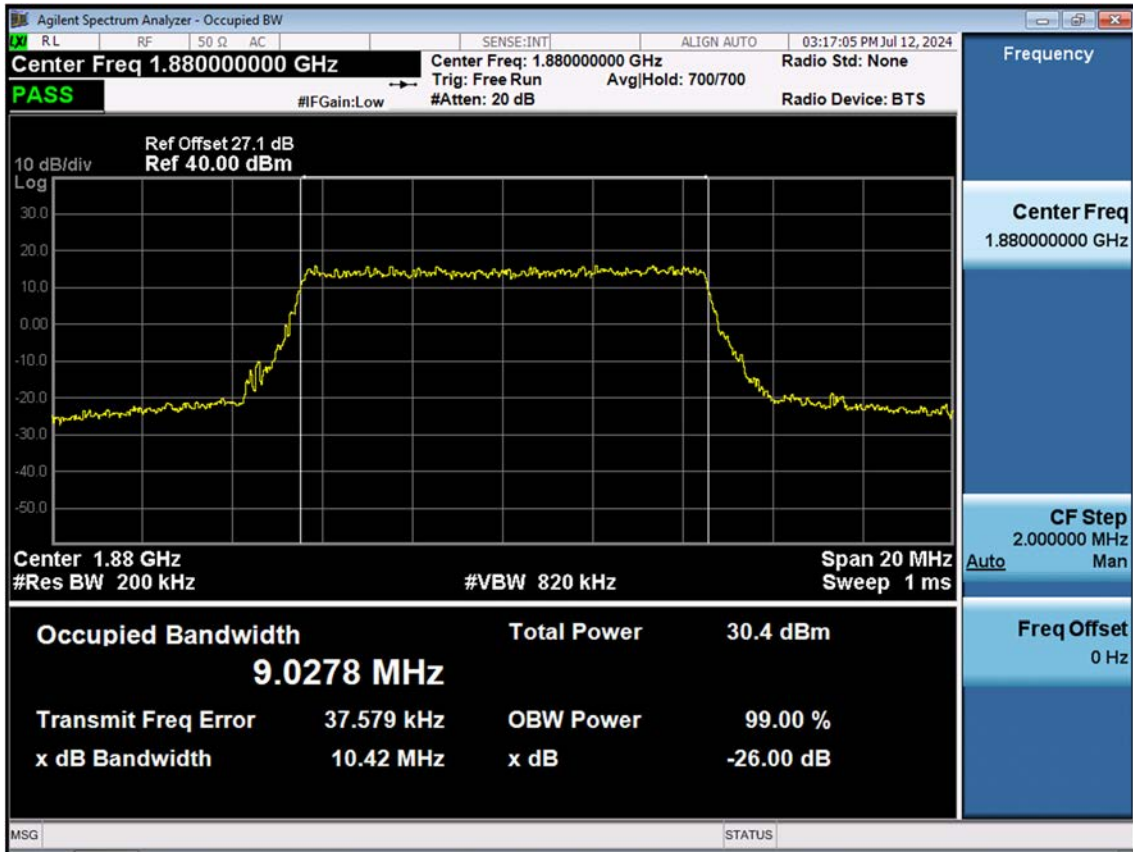 Agilent Spectrum Analyzer - Occupied BW
LXI RL RF 50 Ω AC SENSE:INT ALIGN AUTO 03:17:05 PM Jul 12, 2024
Center Freq 1.880000000 GHz
PASS
#IFGain:Low
Center Freq: 1.880000000 GHz
Trig: Free Run Avg|Hold: 700/700
#Atten: 20 dB
Radio Std: None
Radio Device: BTS
Ref Offset 27.1 dB
10 dB/div Ref 40.00 dBm
Log
30.0
20.0
10.0
0.00
-10.0
-20.0
-30.0
-40.0
-50.0
Center 1.88 GHz Span 20 MHz
#Res BW 200 kHz #VBW 820 kHz Sweep 1 ms
Occupied Bandwidth Total Power 30.4 dBm
9.0278 MHz
Transmit Freq Error 37.579 kHz OBW Power 99.00 %
x dB Bandwidth 10.42 MHz x dB -26.00 dB
MSG STATUS
Frequency
Center Freq
1.880000000 GHz
CF Step
2.000000 MHz
Auto Man
Freq Offset
0 Hz